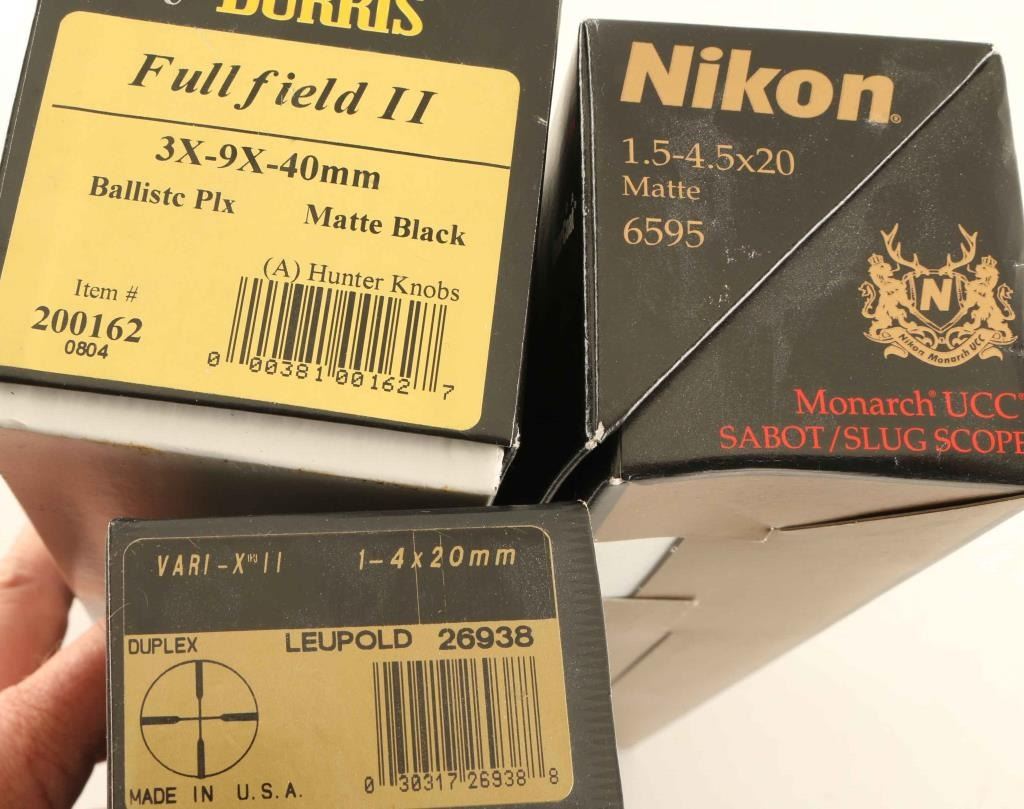 BURRIS
Fullfield II
3X-9X-40mm
Ballistc Plx
Matte Black
(A) Hunter Knobs
Item #
200162
0804
0 00381 00162 7
Nikon®
1.5-4.5x20
Matte
6595
N
Nikon Monarch UCC
Monarch® UCC®
SABOT/SLUG SCOPE
VARI-X® II 1-4x20mm
DUPLEX
LEUPOLD 26938
0 30317 26938 8
MADE IN U.S.A.